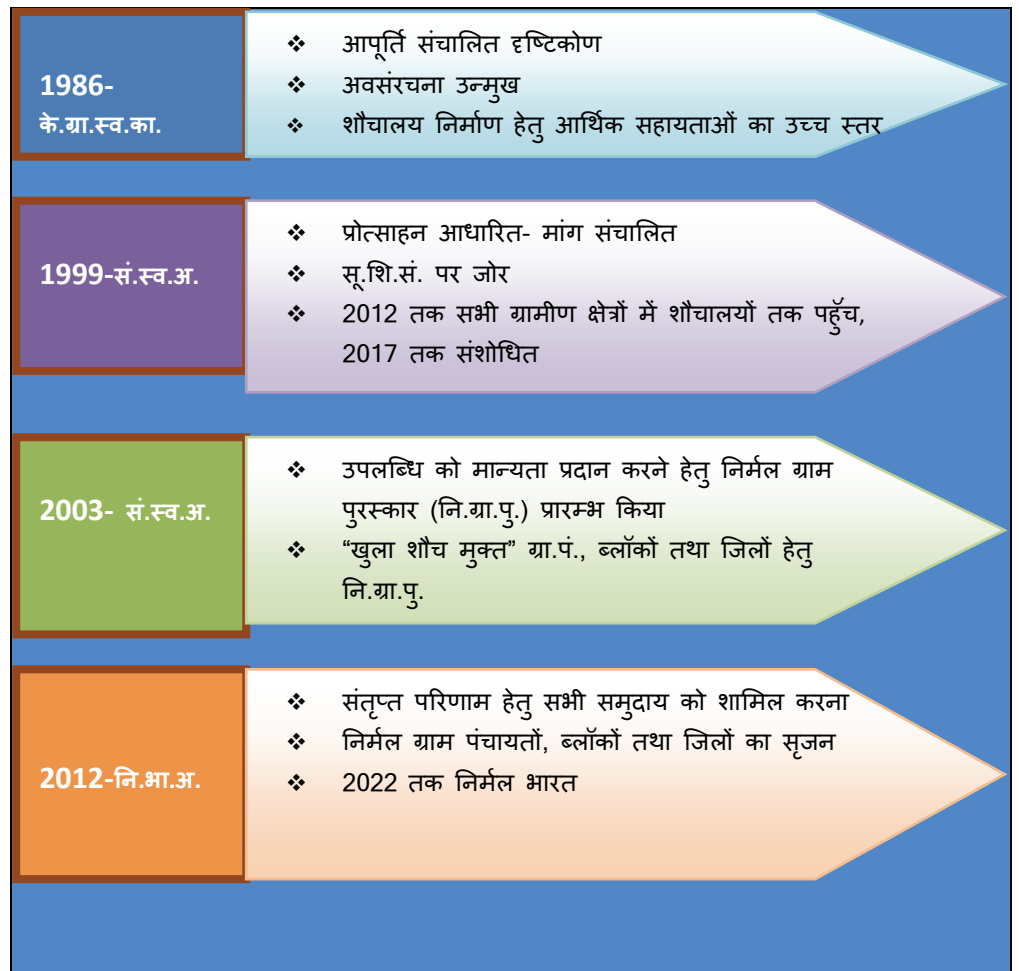 1986-
के.ग्रा.स्व.का.
❖ आपूर्ति संचालित दृष्टिकोण
❖ अवसंरचना उन्मुख
❖ शौचालय निर्माण हेतु आर्थिक सहायताओं का उच्च स्तर
1999-सं.स्व.अ.
❖ प्रोत्साहन आधारित- मांग संचालित
❖ सू.शि.सं. पर जोर
❖ 2012 तक सभी ग्रामीण क्षेत्रों में शौचालयों तक पहुँच,
2017 तक संशोधित
2003- सं.स्व.अ.
❖ उपलब्धि को मान्यता प्रदान करने हेतु निर्मल ग्राम
पुरस्कार (नि.ग्रा.पु.) प्रारम्भ किया
❖ “खुला शौच मुक्त” ग्रा.पं., ब्लॉकों तथा जिलों हेतु
नि.ग्रा.पु.
2012-नि.भा.अ.
❖ संतृप्त परिणाम हेतु सभी समुदाय को शामिल करना
❖ निर्मल ग्राम पंचायतों, ब्लॉकों तथा जिलों का सृजन
❖ 2022 तक निर्मल भारत